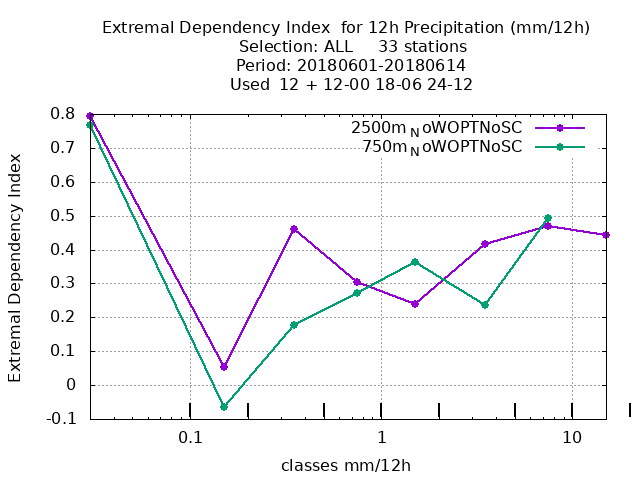 Extremal Dependency Index  for 12h Precipitation (mm/12h)
Selection: ALL     33 stations
Period: 20180601-20180614
Used  12 + 12-00 18-06 24-12
2500m_NoWOPTNoSC
750m_NoWOPTNoSC
Extremal Dependency Index
0.8
0.7
0.6
0.5
0.4
0.3
0.2
0.1
0
-0.1
0.1 1 10
classes mm/12h